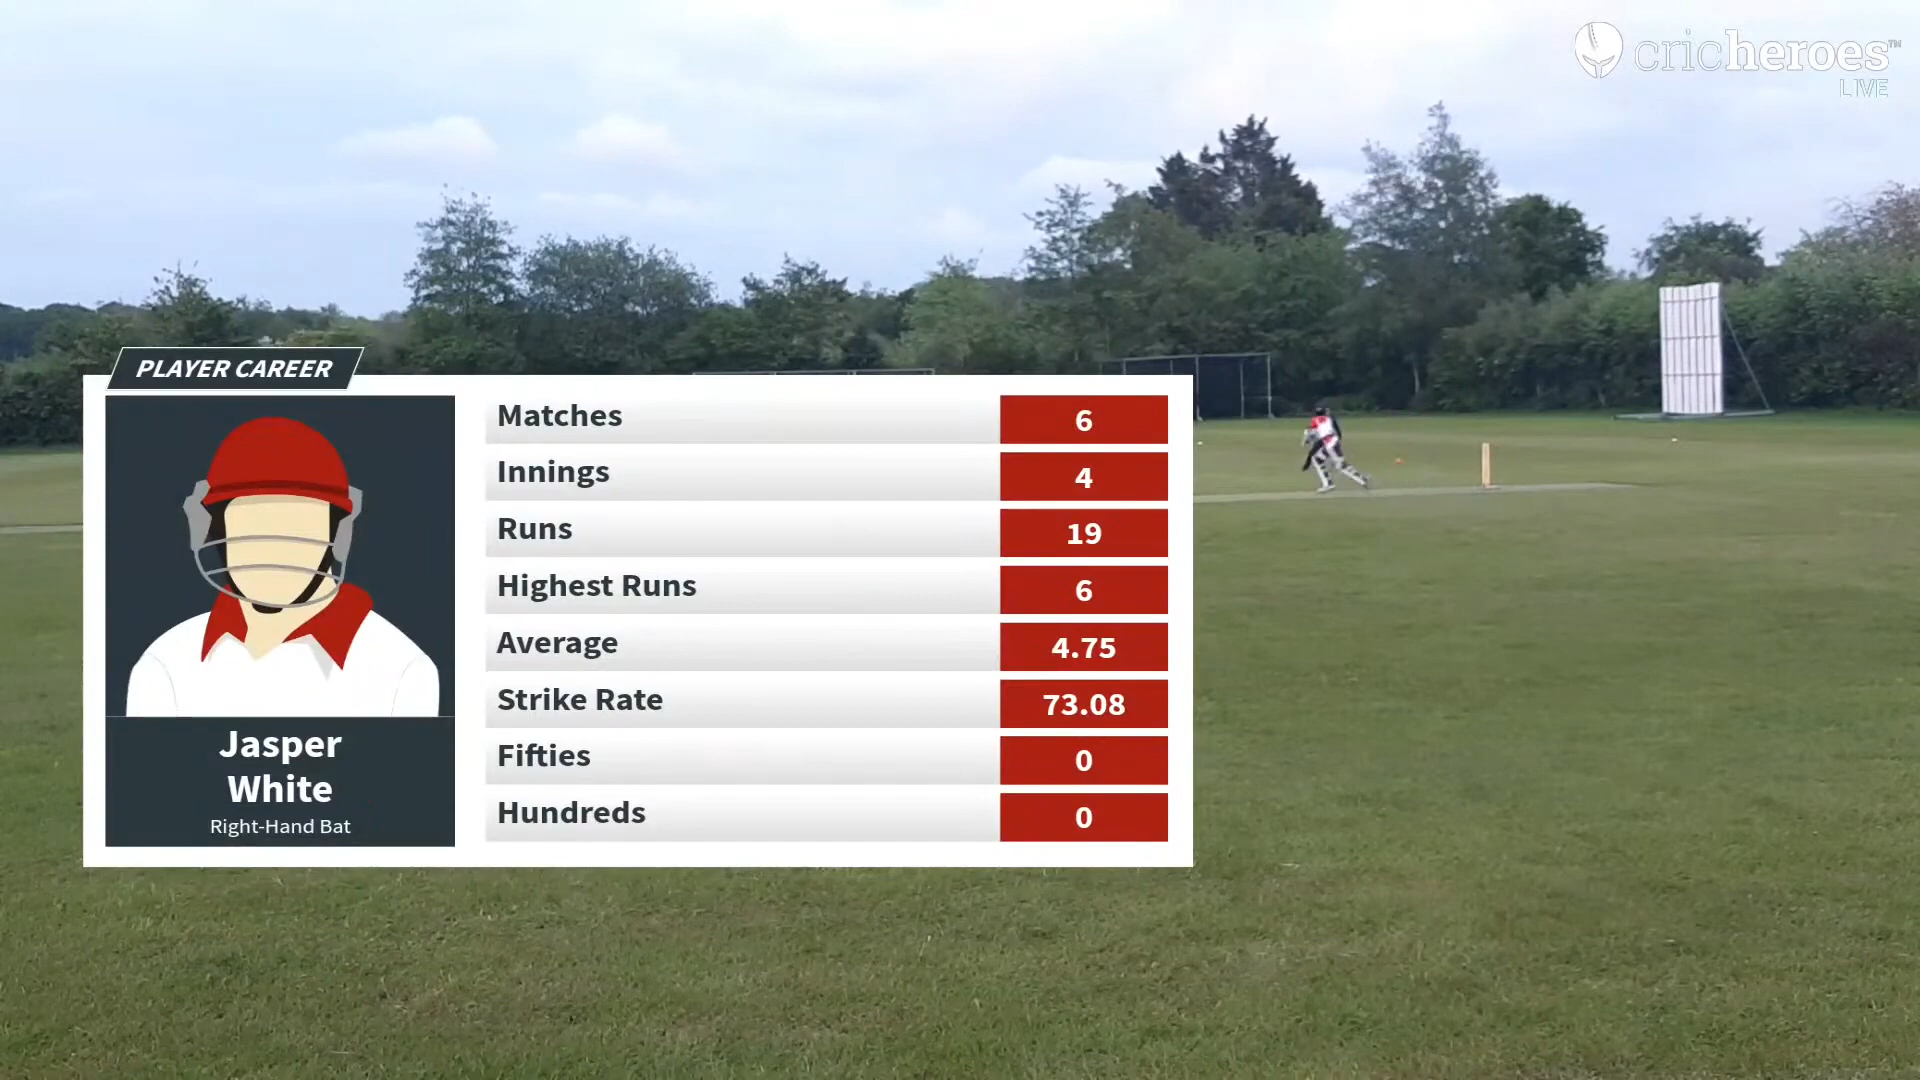 cricheroes™
LIVE
PLAYER CAREER
Matches 6
Innings 4
Runs 19
Highest Runs 6
Average 4.75
Strike Rate 73.08
Fifties 0
Hundreds 0
Jasper
White
Right-Hand Bat